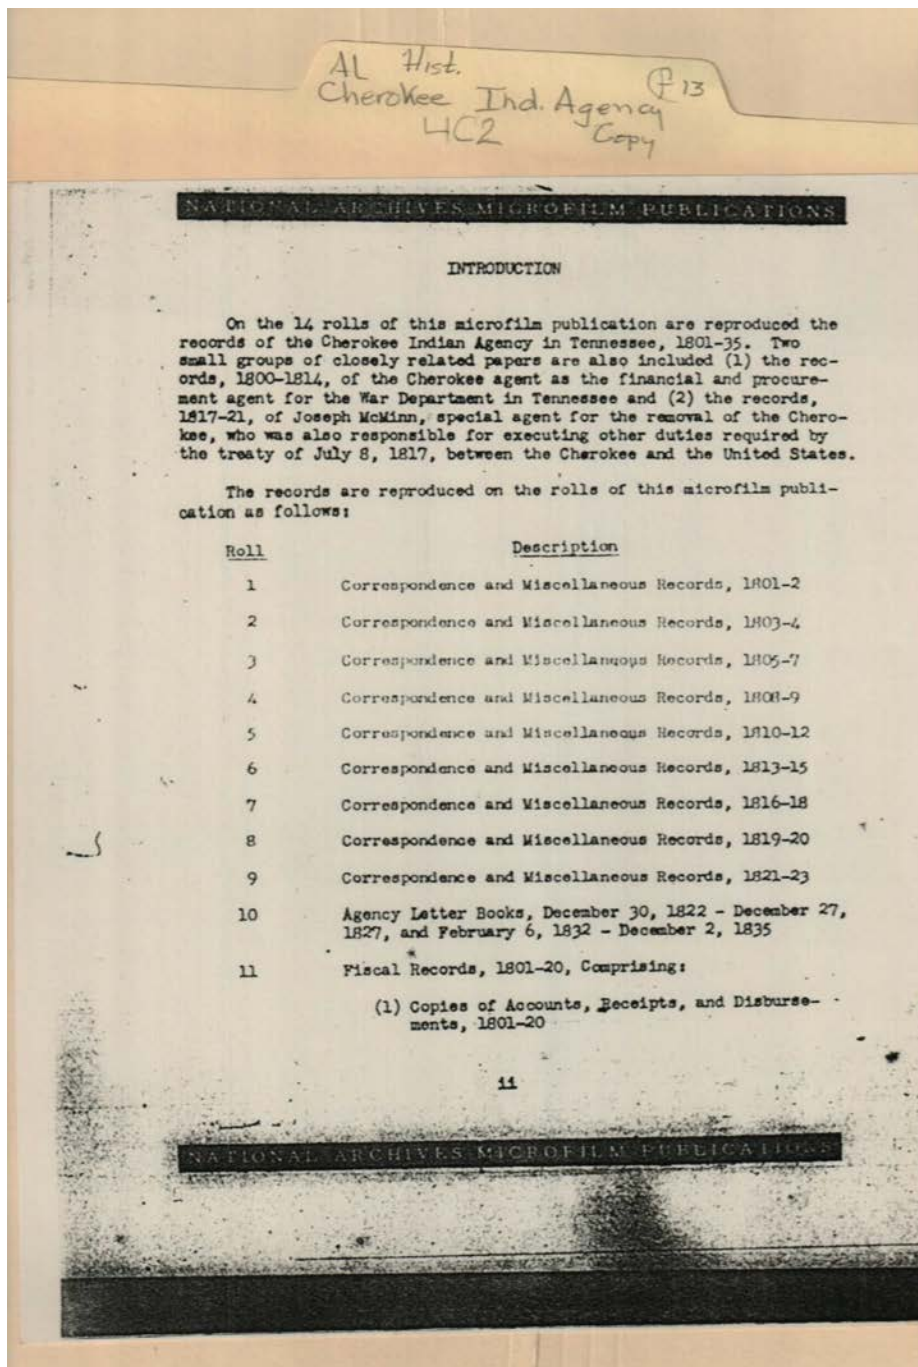 AL Hist.
Cherokee Ind. Agency F 13
4C2 Copy
NATIONAL ARCHIVES MICROFILM PUBLICATIONS
INTRODUCTION
On the 14 rolls of this microfilm publication are reproduced the
records of the Cherokee Indian Agency in Tennessee, 1801-35. Two
small groups of closely related papers are also included (1) the rec-
ords, 1800-1814, of the Cherokee agent as the financial and procure-
ment agent for the War Department in Tennessee and (2) the records,
1817-21, of Joseph McMinn, special agent for the removal of the Chero-
kee, who was also responsible for executing other duties required by
the treaty of July 8, 1817, between the Cherokee and the United States.
The records are reproduced on the rolls of this microfilm publi-
cation as follows:
Roll Description
1 Correspondence and Miscellaneous Records, 1801-2
2 Correspondence and Miscellaneous Records, 1803-4
3 Correspondence and Miscellaneous Records, 1805-7
4 Correspondence and Miscellaneous Records, 1808-9
5 Correspondence and Miscellaneous Records, 1810-12
6 Correspondence and Miscellaneous Records, 1813-15
7 Correspondence and Miscellaneous Records, 1816-18
8 Correspondence and Miscellaneous Records, 1819-20
9 Correspondence and Miscellaneous Records, 1821-23
10 Agency Letter Books, December 30, 1822 - December 27,
1827, and February 6, 1832 - December 2, 1835
11 Fiscal Records, 1801-20, Comprising:
(1) Copies of Accounts, Receipts, and Disburse-
ments, 1801-20
ii
NATIONAL ARCHIVES MICROFILM PUBLICATIONS